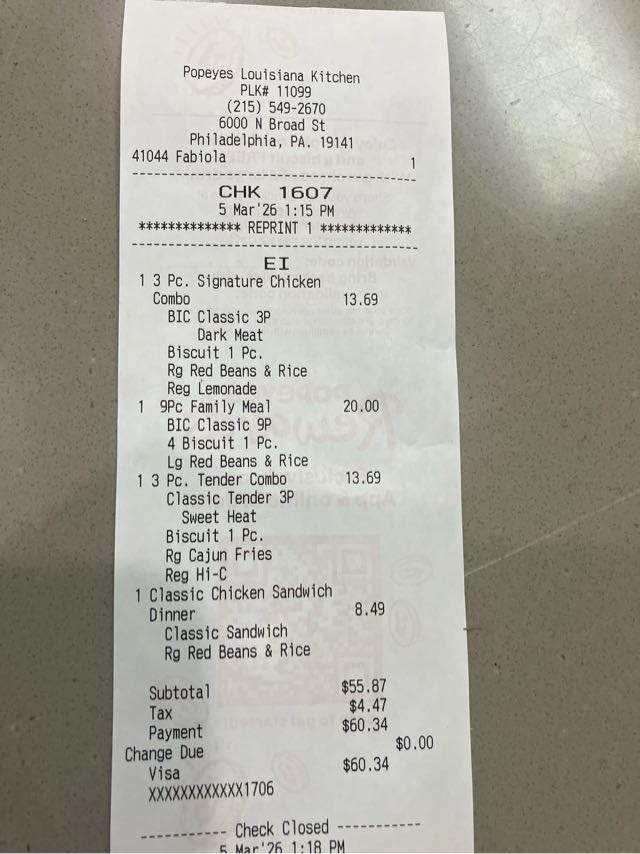 Popeyes Louisiana Kitchen
PLK# 11099
(215) 549-2670
6000 N Broad St
Philadelphia, PA. 19141
41044 Fabiola 1
--------------------------------
CHK 1607
5 Mar'26 1:15 PM
************** REPRINT 1 *************
--------------------------------
EI
1 3 Pc. Signature Chicken
Combo 13.69
BIC Classic 3P
Dark Meat
Biscuit 1 Pc.
Rg Red Beans & Rice
Reg Lemonade
1 9Pc Family Meal 20.00
BIC Classic 9P
4 Biscuit 1 Pc.
Lg Red Beans & Rice
1 3 Pc. Tender Combo 13.69
Classic Tender 3P
Sweet Heat
Biscuit 1 Pc.
Rg Cajun Fries
Reg Hi-C
1 Classic Chicken Sandwich
Dinner 8.49
Classic Sandwich
Rg Red Beans & Rice
Subtotal $55.87
Tax $4.47
Payment $60.34
Change Due $0.00
Visa $60.34
XXXXXXXXXXXX1706
----------- Check Closed -----------
5 Mar'26 1:18 PM